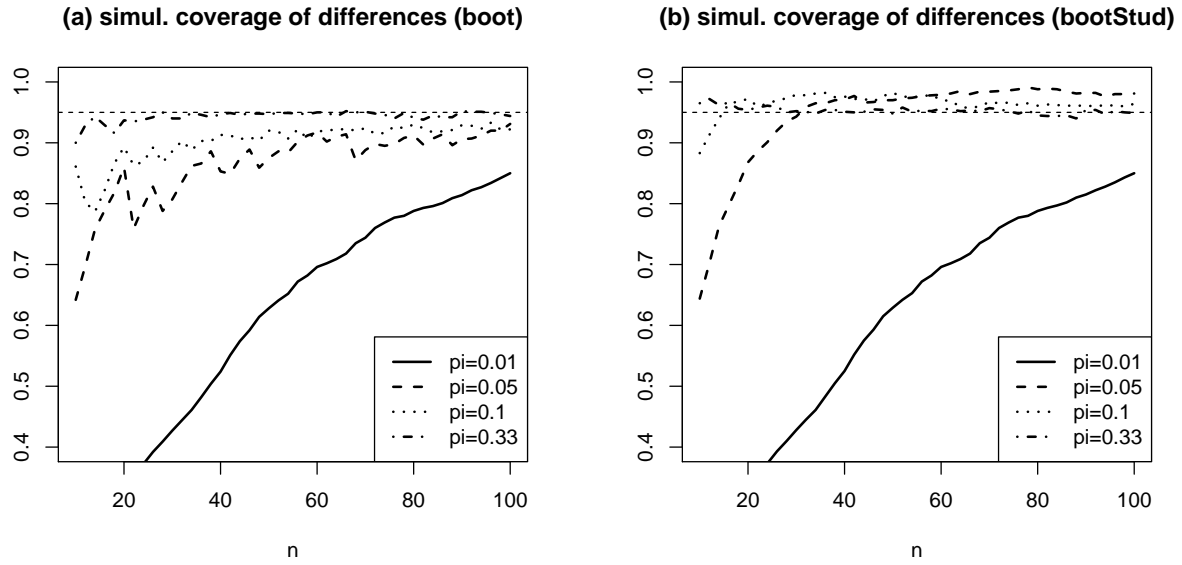 (a) simul. coverage of differences (boot)
1.0
0.9
0.8
0.7
0.6
0.5
0.4
20 40 60 80 100
n
pi=0.01
pi=0.05
pi=0.1
pi=0.33
(b) simul. coverage of differences (bootStud)
1.0
0.9
0.8
0.7
0.6
0.5
0.4
20 40 60 80 100
n
pi=0.01
pi=0.05
pi=0.1
pi=0.33